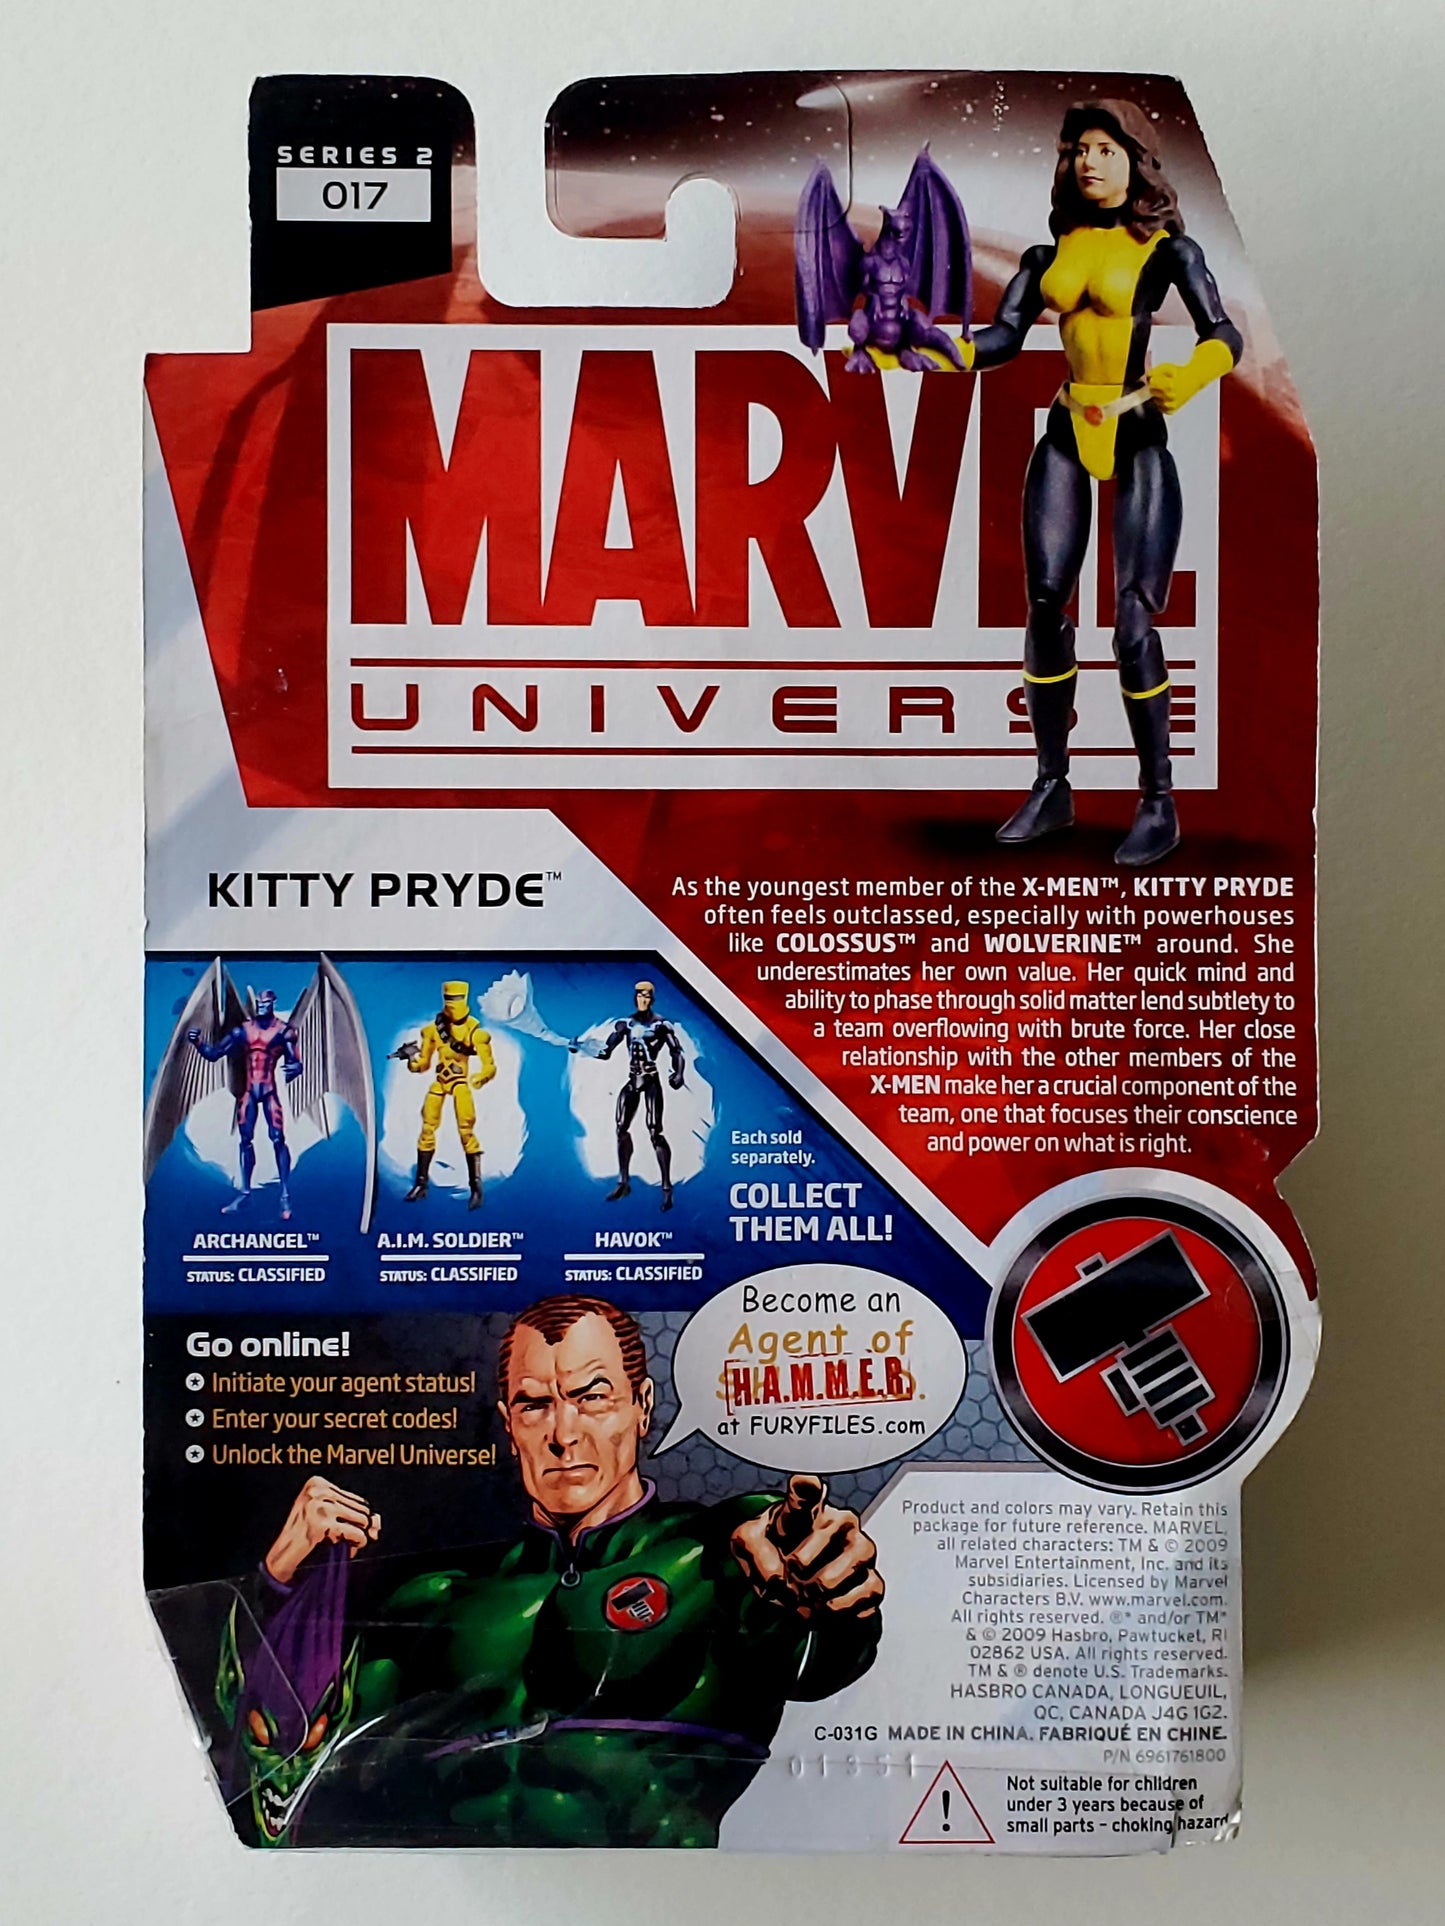 SERIES 2
017
MARVEL
UNIVERSE
KITTY PRYDE™
As the youngest member of the X-MEN™, KITTY PRYDE
often feels outclassed, especially with powerhouses
like COLOSSUS™ and WOLVERINE™ around. She
underestimates her own value. Her quick mind and
ability to phase through solid matter lend subtlety to
a team overflowing with brute force. Her close
relationship with the other members of the
X-MEN make her a crucial component of the
team, one that focuses their conscience
and power on what is right.
ARCHANGEL™
STATUS: CLASSIFIED
A.I.M. SOLDIER™
STATUS: CLASSIFIED
HAVOK™
STATUS: CLASSIFIED
Each sold
separately.
COLLECT
THEM ALL!
Go online!
Initiate your agent status!
Enter your secret codes!
Unlock the Marvel Universe!
Become an
Agent of
H.A.M.M.E.R.
at FURYFILES.com
Product and colors may vary. Retain this
package for future reference. MARVEL,
all related characters: TM & © 2009
Marvel Entertainment, Inc. and its
subsidiaries. Licensed by Marvel
Characters B.V. www.marvel.com.
All rights reserved. ®* and/or TM*
& © 2009 Hasbro, Pawtucket, RI
02862 USA. All rights reserved.
TM & ® denote U.S. Trademarks.
HASBRO CANADA, LONGUEUIL,
QC, CANADA J4G 1G2.
C-031G MADE IN CHINA. FABRIQUÉ EN CHINE.
P/N 6961761800
01351
!
Not suitable for children
under 3 years because of
small parts – choking hazard